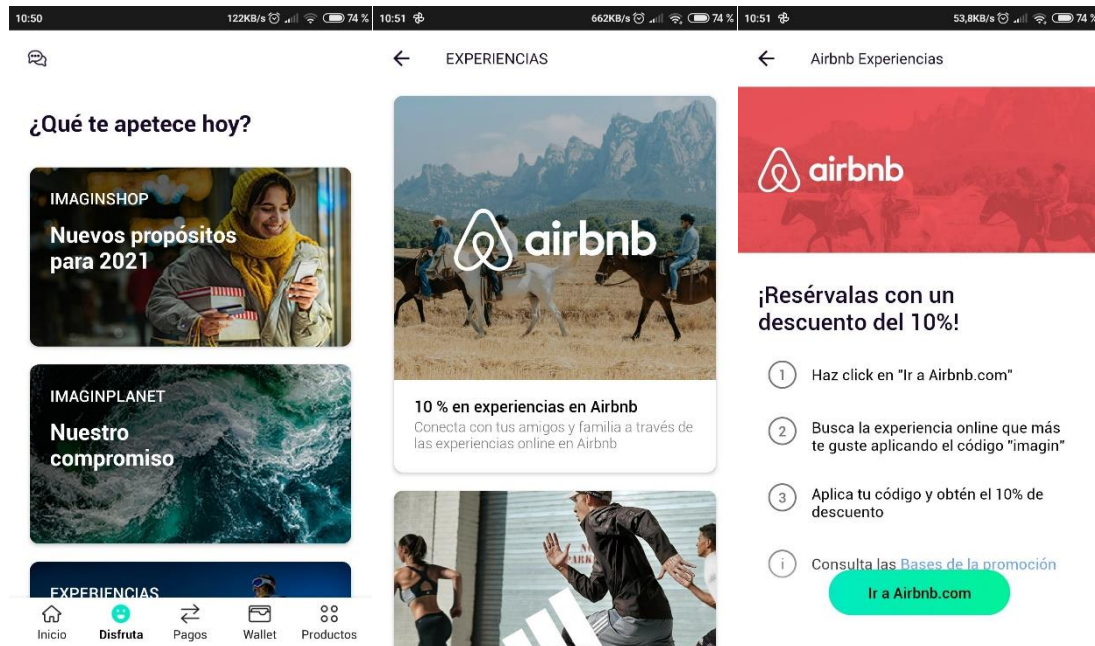 10:50
122KB/s
74 %
¿Qué te apetece hoy?
IMAGINSHOP
Nuevos propósitos
para 2021
IMAGINPLANET
Nuestro
compromiso
EXPERIENCIAS
Inicio
Disfruta
Pagos
Wallet
Productos
10:51
662KB/s
74 %
EXPERIENCIAS
airbnb
10 % en experiencias en Airbnb
Conecta con tus amigos y familia a través de
las experiencias online en Airbnb
10:51
53,8KB/s
74 %
Airbnb Experiencias
airbnb
¡Resérvalas con un
descuento del 10%!
1 Haz click en "Ir a Airbnb.com"
2 Busca la experiencia online que más
te guste aplicando el código "imagin"
3 Aplica tu código y obtén el 10% de
descuento
i Consulta las Bases de la promoción
Ir a Airbnb.com